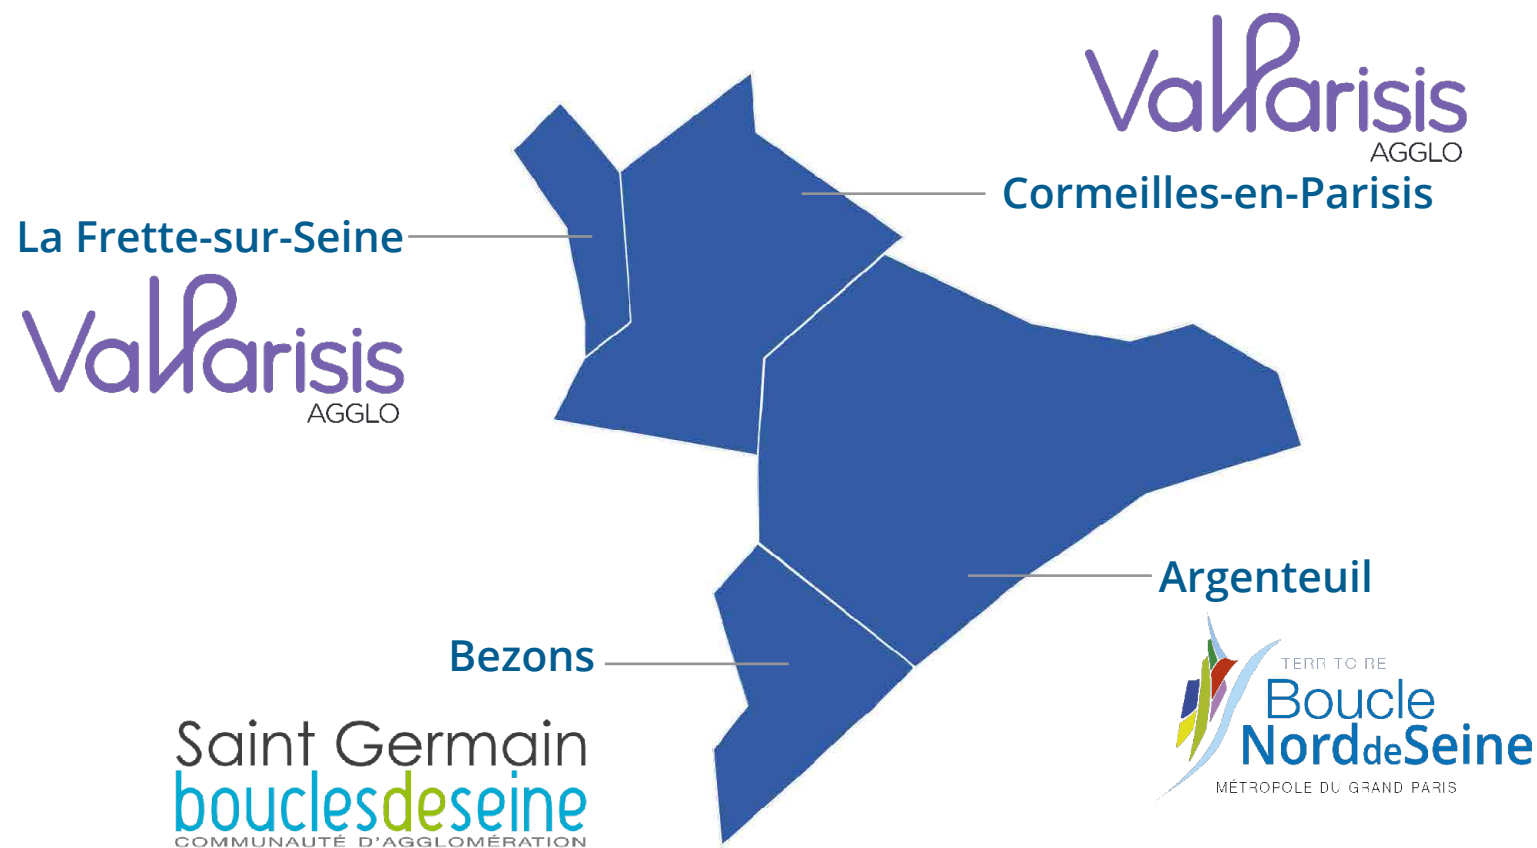 ValParisis
AGGLO
Cormeilles-en-Parisis
La Frette-sur-Seine
ValParisis
AGGLO
Argenteuil
TERRITOIRE
Boucle
NorddeSeine
MÉTROPOLE DU GRAND PARIS
Bezons
Saint Germain
bouclesdeseine
COMMUNAUTÉ D'AGGLOMÉRATION